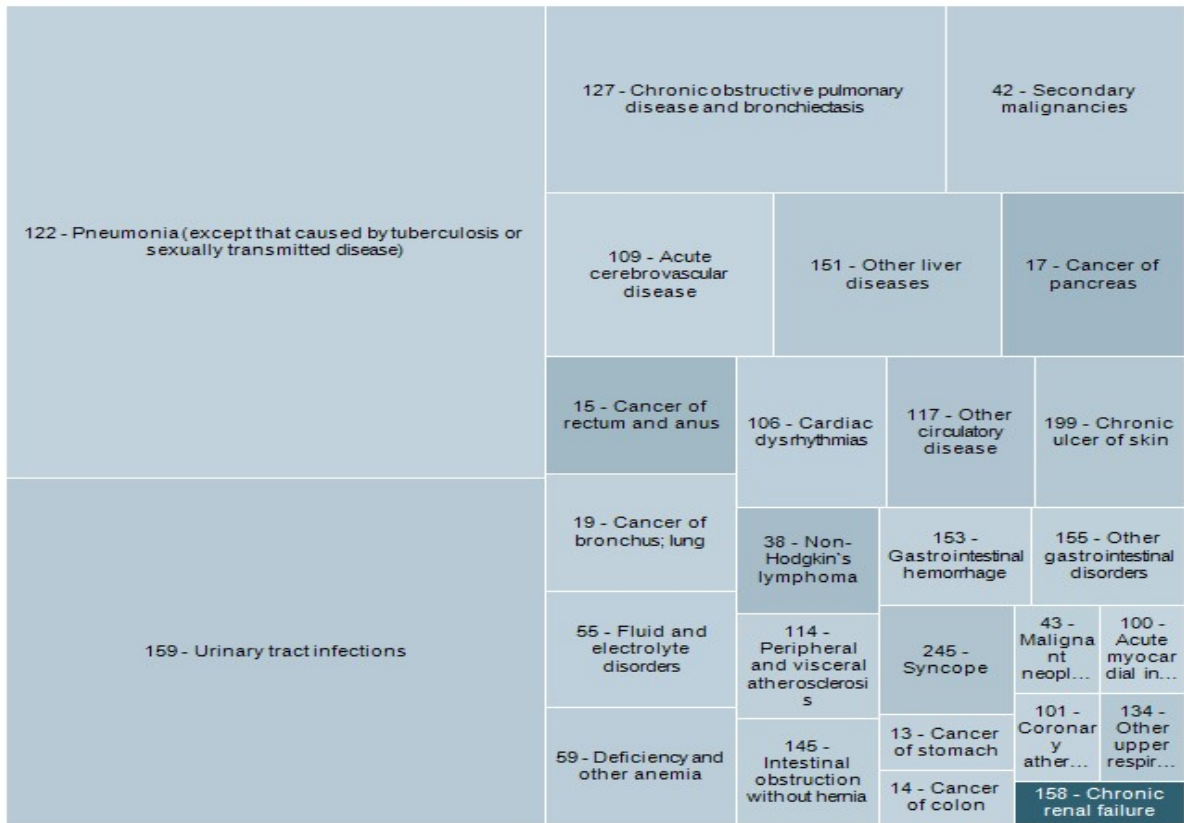 127 - Chronic obstructive pulmonary
disease and bronchiectasis
42 - Secondary
malignancies
122 - Pneumonia (except that caused by tuberculosis or
sexually transmitted disease)
109 - Acute
cerebrovascular
disease
151 - Other liver
diseases
17 - Cancer of
pancreas
15 - Cancer of
rectum and anus
106 - Cardiac
dysrhythmias
117 - Other
circulatory
disease
199 - Chronic
ulcer of skin
19 - Cancer of
bronchus; lung
38 - Non-
Hodgkin`s
lymphoma
153 -
Gastrointestinal
hemorrhage
155 - Other
gastrointestinal
disorders
159 - Urinary tract infections
55 - Fluid and
electrolyte
disorders
114 -
Peripheral
and visceral
atherosclerosi
s
245 -
Syncope
43 -
Maligna
nt
neopl...
100 -
Acute
myocar
dial in...
59 - Deficiency and
other anemia
145 -
Intestinal
obstruction
without hernia
13 - Cancer
of stomach
14 - Cancer
of colon
101 -
Coronar
y
ather...
134 -
Other
upper
respir...
158 - Chronic
renal failure